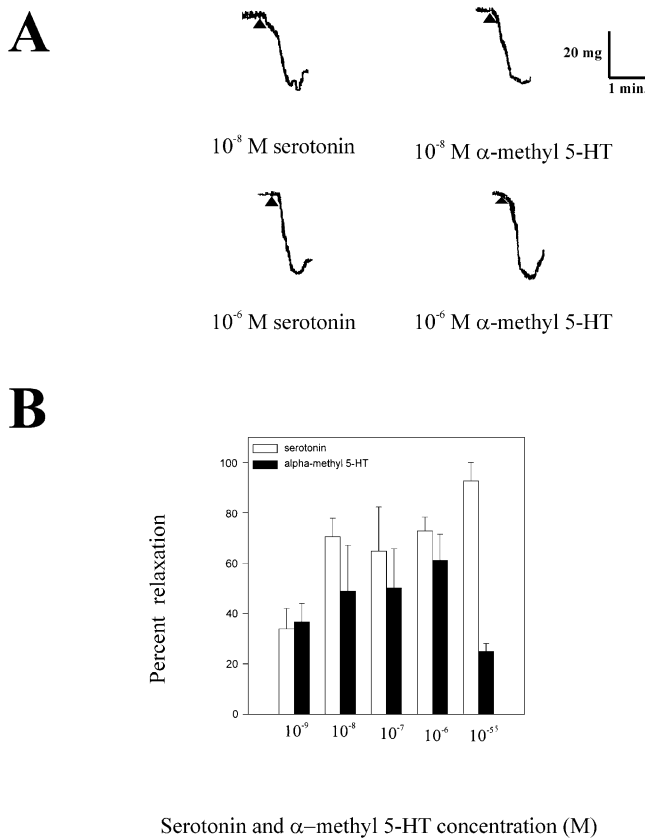 A
20 mg
1 min.
10⁻⁸ M serotonin
10⁻⁸ M α-methyl 5-HT
10⁻⁶ M serotonin
10⁻⁶ M α-methyl 5-HT
B
serotonin
alpha-methyl 5-HT
100
80
60
40
20
0
Percent relaxation
10⁻⁹
10⁻⁸
10⁻⁷
10⁻⁶
10⁻⁵
Serotonin and α–methyl 5-HT concentration (M)